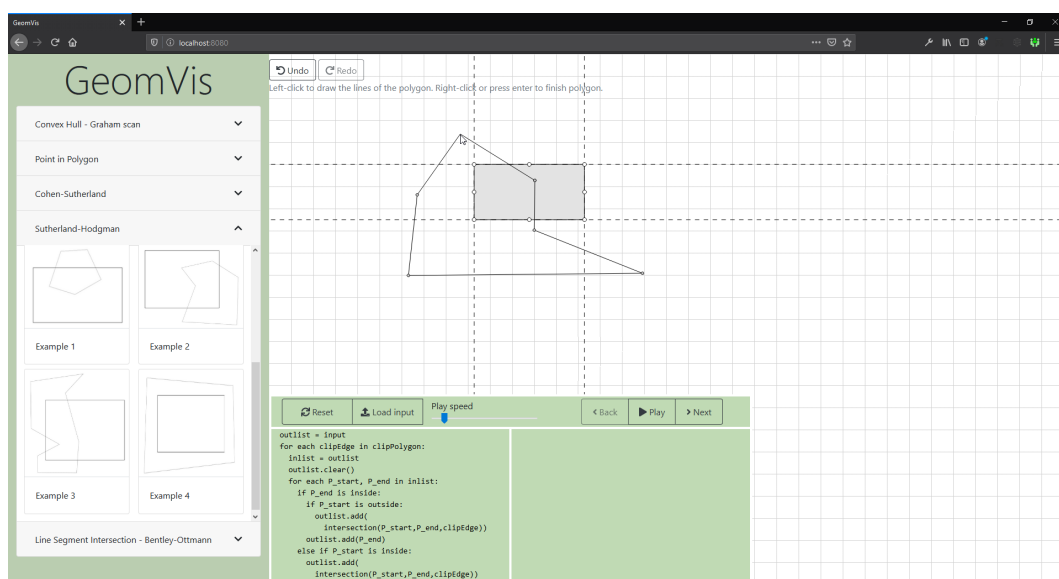 GeomVis
localhost:8080
GeomVis
Convex Hull - Graham scan
Point in Polygon
Cohen-Sutherland
Sutherland-Hodgman
Example 1
Example 2
Example 3
Example 4
Line Segment Intersection - Bentley-Ottmann
Undo
Redo
Left-click to draw the lines of the polygon. Right-click or press enter to finish polygon.
Reset
Load input
Play speed
Back
Play
Next
outlist = input
for each clipEdge in clipPolygon:
inlist = outlist
outlist.clear()
for each P_start, P_end in inlist:
if P_end is inside:
if P_start is outside:
outlist.add(
intersection(P_start,P_end,clipEdge))
outlist.add(P_end)
else if P_start is inside:
outlist.add(
intersection(P_start,P_end,clipEdge))